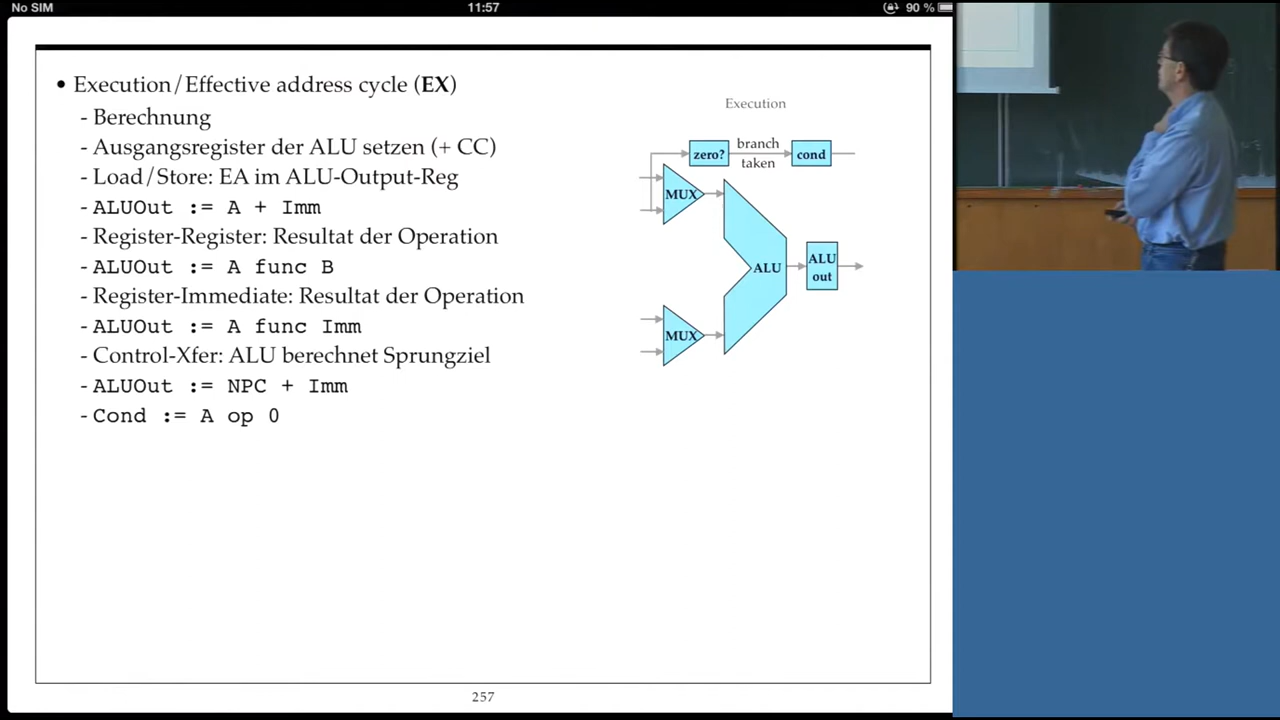 No SIM
11:57
90 %
• Execution/Effective address cycle (EX)
- Berechnung
- Ausgangsregister der ALU setzen (+ CC)
- Load/Store: EA im ALU-Output-Reg
- ALUOut := A + Imm
- Register-Register: Resultat der Operation
- ALUOut := A func B
- Register-Immediate: Resultat der Operation
- ALUOut := A func Imm
- Control-Xfer: ALU berechnet Sprungziel
- ALUOut := NPC + Imm
- Cond := A op 0
Execution
zero?
branch
taken
cond
MUX
ALU
ALU
out
MUX
257